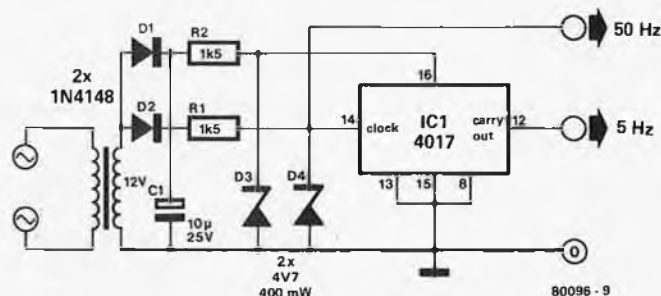 D1
R2
1k5
50 Hz
2x
1N4148
D2
R1
1k5
16
14
clock
IC1
4017
carry
out
12
5 Hz
12V
C1
10µ
25V
D3
D4
13
15
8
2x
4V7
400 mW
0
80096 - 9